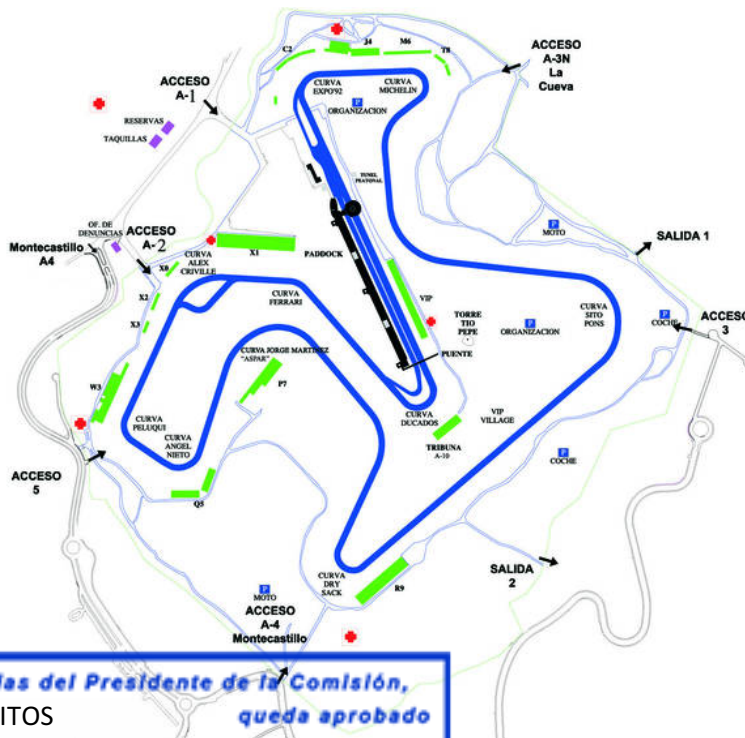 C2
J4
M6
T8
ACCESO
A-3N
La
Cueva
ACCESO
A-1
CURVA
EXPO'92
CURVA
MICHELIN
P
ORGANIZACION
RESERVAS
TAQUILLAS
TUNEL
PEATONAL
OF. DE
DENUNCIAS
ACCESO
A-2
Montecastillo
A4
P
MOTO
SALIDA 1
X0
CURVA
ALEX
CRIVILLE
X1
PADDOCK
X2
X3
CURVA
FERRARI
VIP
TORRE
TIO
PEPE
P
ORGANIZACION
CURVA
SITO
PONS
P
COCHE
ACCESO
3
PUENTE
CURVA JORGE MARTINEZ
"ASPAR"
P7
W3
CURVA
PELUQUI
CURVA
ANGEL
NIETO
CURVA
DUCADOS
VIP
VILLAGE
TRIBUNA
A-10
P
COCHE
ACCESO
5
Q5
SALIDA
2
CURVA
DRY
SACK
R9
P
MOTO
ACCESO
A-4
Montecastillo
las del Presidente de la Comisión,
ITOS
queda aprobado